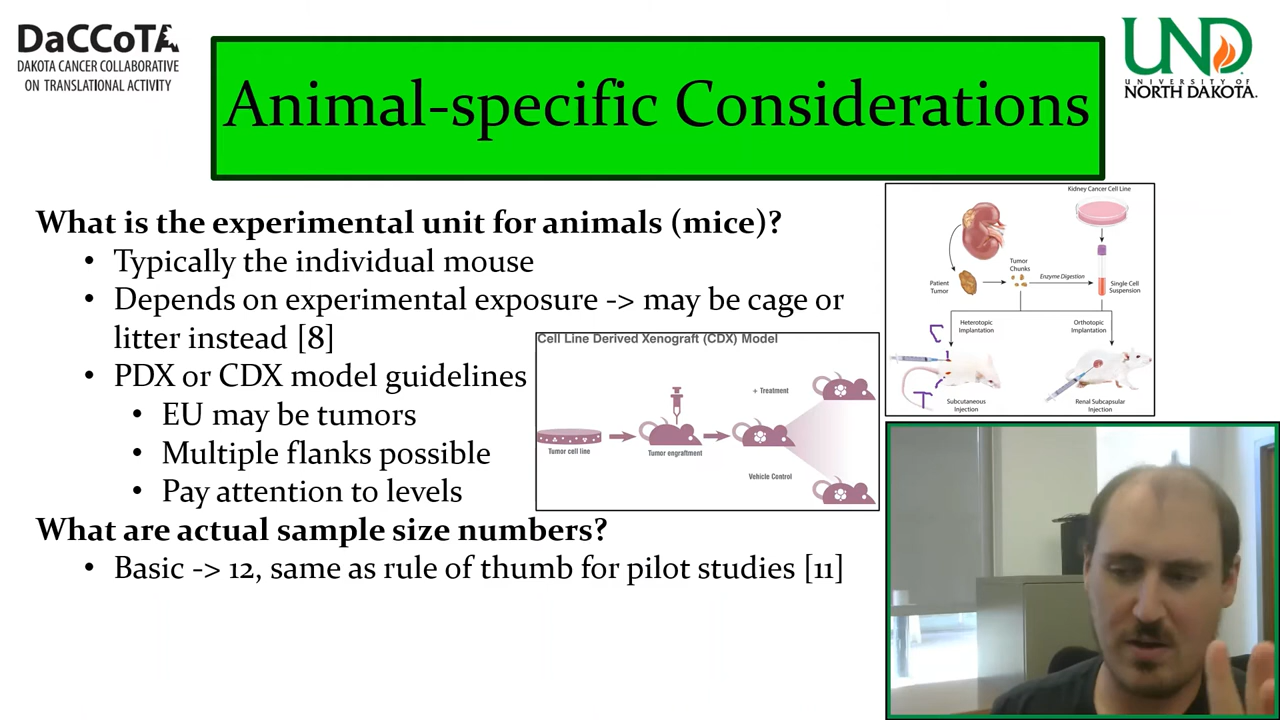 DaCCoTA
DAKOTA CANCER COLLABORATIVE
ON TRANSLATIONAL ACTIVITY
UND
UNIVERSITY OF
NORTH DAKOTA.
Animal-specific Considerations
What is the experimental unit for animals (mice)?
• Typically the individual mouse
• Depends on experimental exposure -> may be cage or
litter instead [8]
• PDX or CDX model guidelines
• EU may be tumors
• Multiple flanks possible
• Pay attention to levels
What are actual sample size numbers?
• Basic -> 12, same as rule of thumb for pilot studies [11]
Cell Line Derived Xenograft (CDX) Model
+ Treatment
Tumor cell line
Tumor engraftment
Vehicle Control
Kidney Cancer Cell Line
Tumor
Chunks
Enzyme Digestion
Patient
Tumor
Single Cell
Suspension
Heterotopic
Implantation
Orthotopic
Implantation
C
T
Subcutaneous
Injection
Renal Subcapsular
Injection